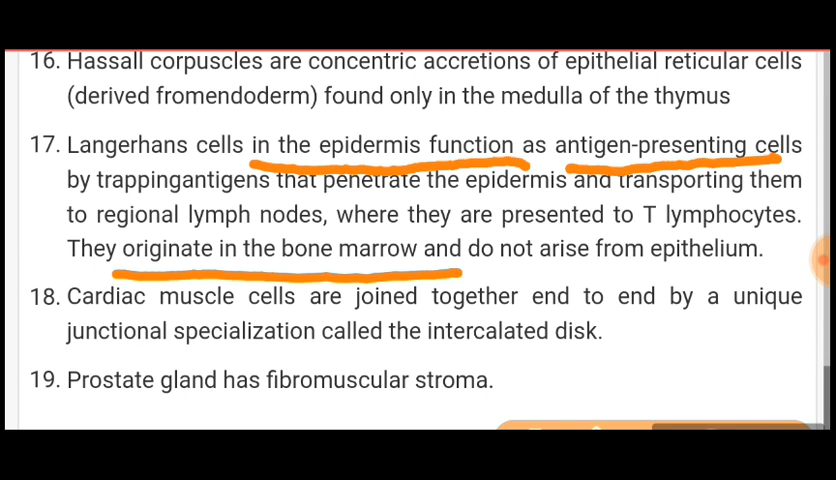 16. Hassall corpuscles are concentric accretions of epithelial reticular cells
(derived fromendoderm) found only in the medulla of the thymus
17. Langerhans cells in the epidermis function as antigen-presenting cells
by trappingantigens that penetrate the epidermis and transporting them
to regional lymph nodes, where they are presented to T lymphocytes.
They originate in the bone marrow and do not arise from epithelium.
18. Cardiac muscle cells are joined together end to end by a unique
junctional specialization called the intercalated disk.
19. Prostate gland has fibromuscular stroma.